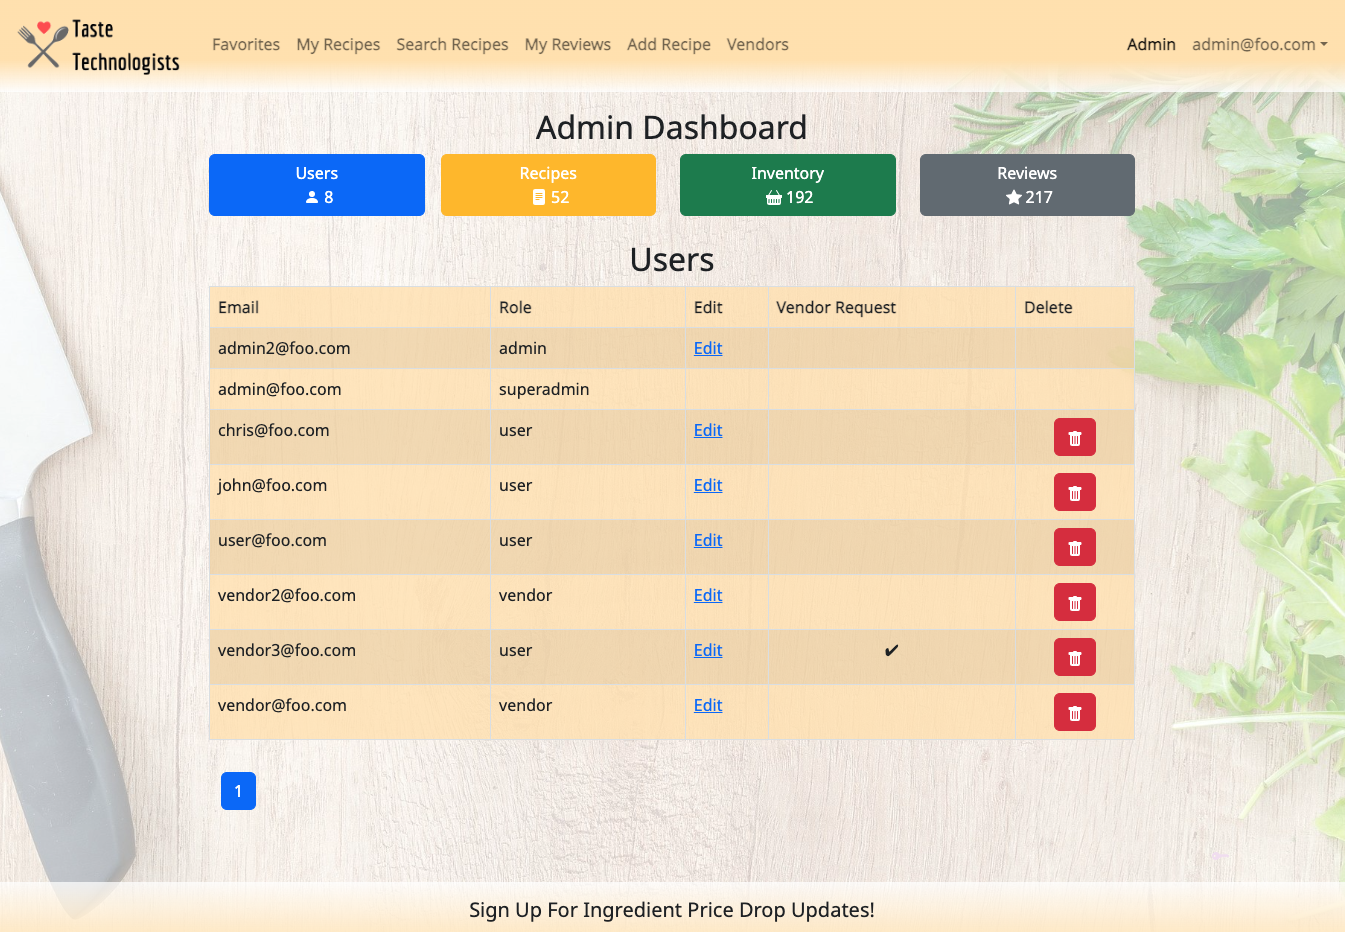 Taste
Technologists
Favorites My Recipes Search Recipes My Reviews Add Recipe Vendors Admin admin@foo.com
Admin Dashboard
Users
8
Recipes
52
Inventory
192
Reviews
217
Users
Email Role Edit Vendor Request Delete
admin2@foo.com admin Edit
admin@foo.com superadmin
chris@foo.com user Edit
john@foo.com user Edit
user@foo.com user Edit
vendor2@foo.com vendor Edit
vendor3@foo.com user Edit ✔
vendor@foo.com vendor Edit
1
Sign Up For Ingredient Price Drop Updates!